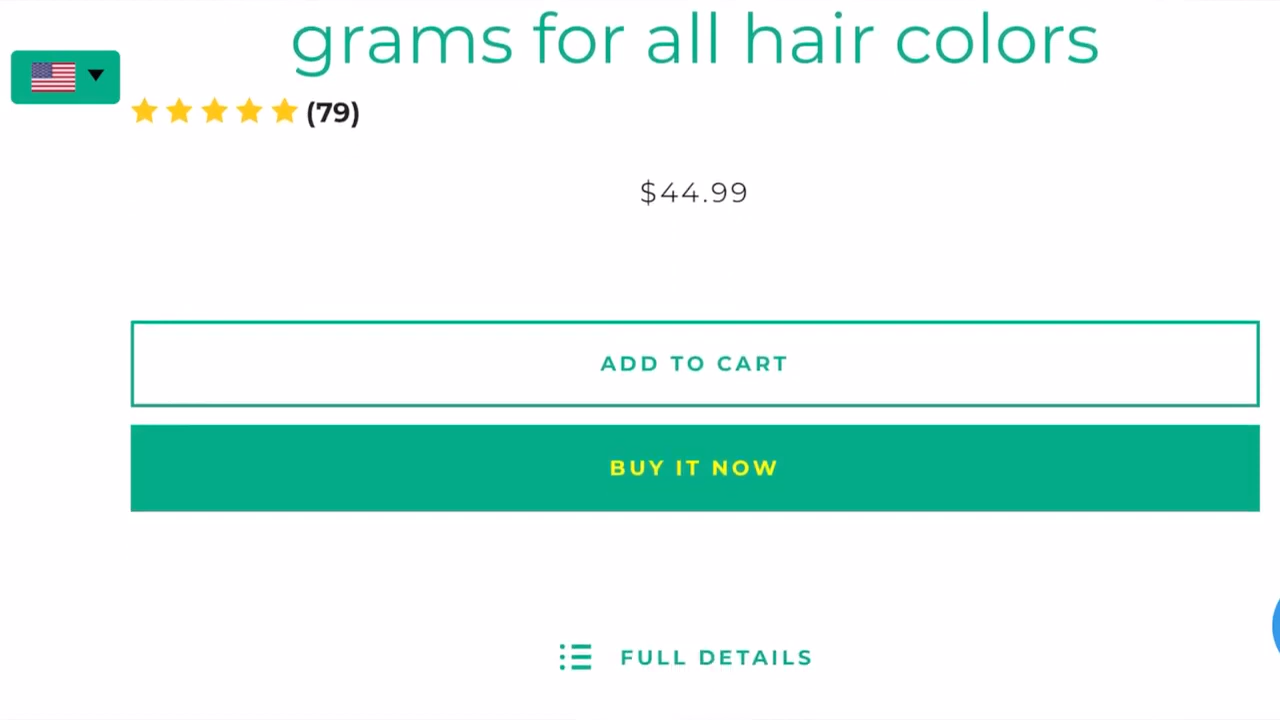 grams for all hair colors
(79)
$44.99
ADD TO CART
BUY IT NOW
FULL DETAILS